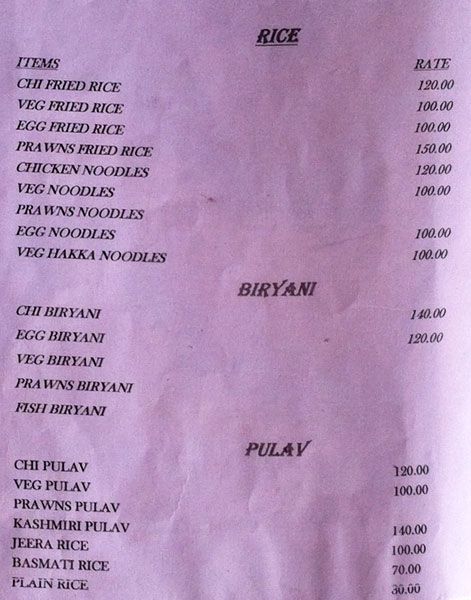 RICE
ITEMS RATE
CHI FRIED RICE 120.00
VEG FRIED RICE 100.00
EGG FRIED RICE 100.00
PRAWNS FRIED RICE 150.00
CHICKEN NOODLES 120.00
VEG NOODLES 100.00
PRAWNS NOODLES
EGG NOODLES 100.00
VEG HAKKA NOODLES 100.00
BIRYANI
CHI BIRYANI 140.00
EGG BIRYANI 120.00
VEG BIRYANI
PRAWNS BIRYANI
FISH BIRYANI
PULAV
CHI PULAV 120.00
VEG PULAV 100.00
PRAWNS PULAV
KASHMIRI PULAV 140.00
JEERA RICE 100.00
BASMATI RICE 70.00
PLAIN RICE 30.00